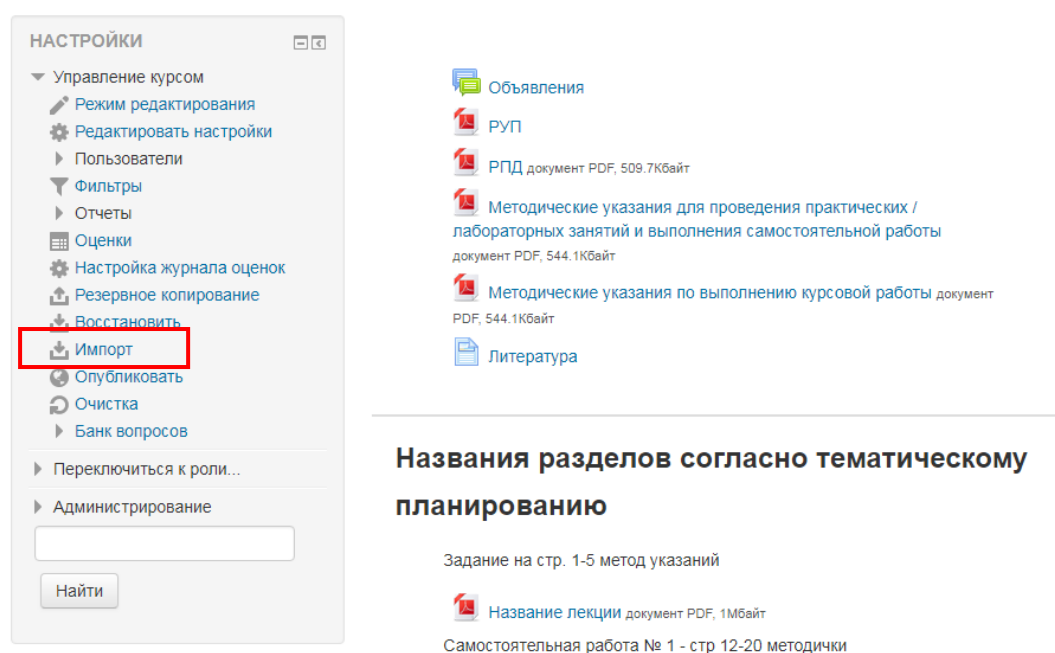 НАСТРОЙКИ
Управление курсом
Режим редактирования
Редактировать настройки
Пользователи
Фильтры
Отчеты
Оценки
Настройка журнала оценок
Резервное копирование
Восстановить
Импорт
Опубликовать
Очистка
Банк вопросов
Переключиться к роли...
Администрирование
Найти
Объявления
РУП
РПД документ PDF, 509.7Кбайт
Методические указания для проведения практических /
лабораторных занятий и выполнения самостоятельной работы
документ PDF, 544.1Кбайт
Методические указания по выполнению курсовой работы документ
PDF, 544.1Кбайт
Литература
Названия разделов согласно тематическому
планированию
Задание на стр. 1-5 метод указаний
Название лекции документ PDF, 1Мбайт
Самостоятельная работа № 1 - стр 12-20 методички